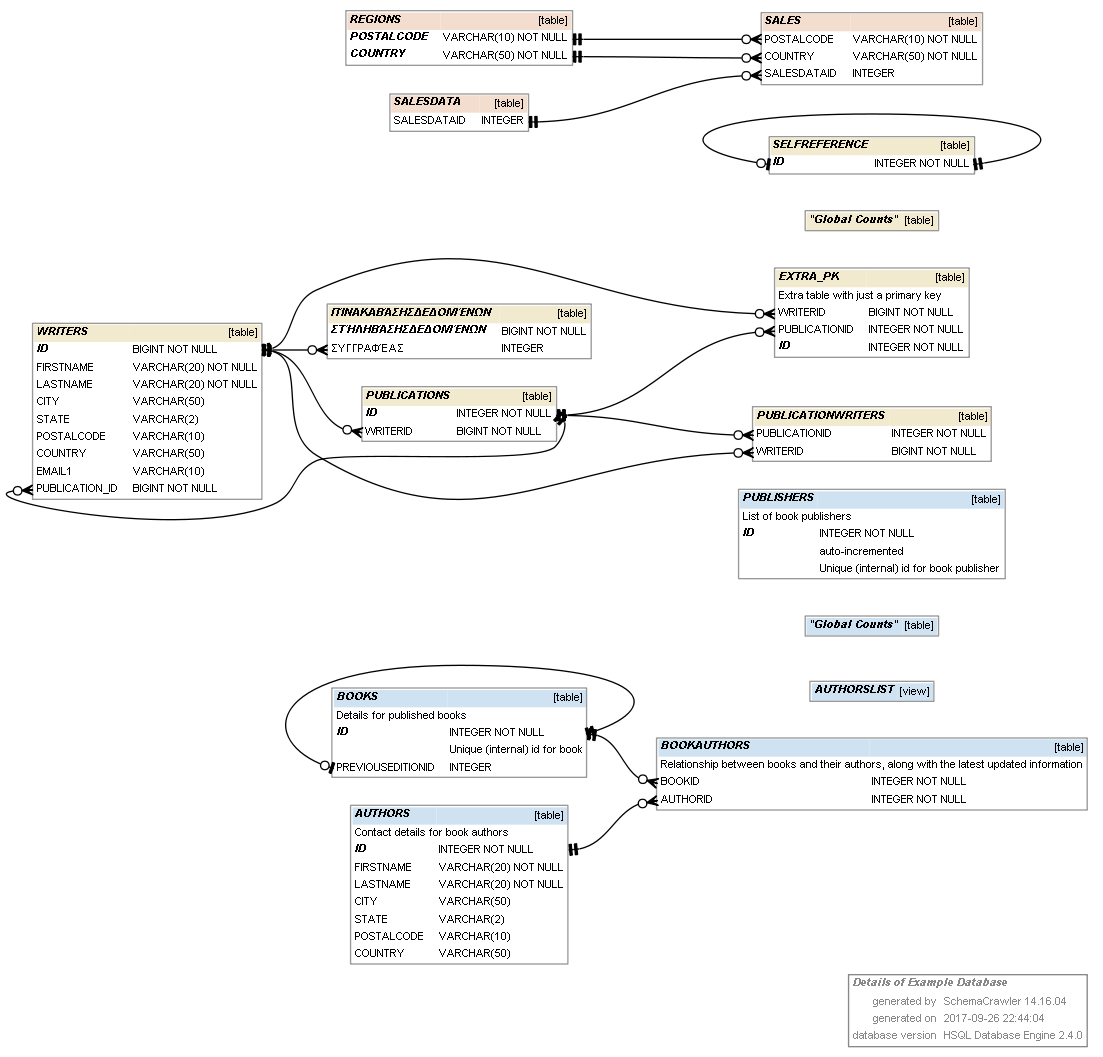 REGIONS [table]
POSTALCODE VARCHAR(10) NOT NULL
COUNTRY VARCHAR(50) NOT NULL
SALES [table]
POSTALCODE VARCHAR(10) NOT NULL
COUNTRY VARCHAR(50) NOT NULL
SALESDATAID INTEGER
SALESDATA [table]
SALESDATAID INTEGER
SELFREFERENCE [table]
ID INTEGER NOT NULL
"Global Counts" [table]
EXTRA_PK [table]
Extra table with just a primary key
WRITERID BIGINT NOT NULL
PUBLICATIONID INTEGER NOT NULL
ID INTEGER NOT NULL
ΠΊΝΑΚΑΒΆΣΗΣΔΕΔΟΜΈΝΩΝ [table]
ΣΤΉΛΗΒΆΣΗΣΔΕΔΟΜΈΝΩΝ BIGINT NOT NULL
ΣΥΓΓΡΑΦΈΑΣ INTEGER
WRITERS [table]
ID BIGINT NOT NULL
FIRSTNAME VARCHAR(20) NOT NULL
LASTNAME VARCHAR(20) NOT NULL
CITY VARCHAR(50)
STATE VARCHAR(2)
POSTALCODE VARCHAR(10)
COUNTRY VARCHAR(50)
EMAIL1 VARCHAR(10)
PUBLICATION_ID BIGINT NOT NULL
PUBLICATIONS [table]
ID INTEGER NOT NULL
WRITERID BIGINT NOT NULL
PUBLICATIONWRITERS [table]
PUBLICATIONID INTEGER NOT NULL
WRITERID BIGINT NOT NULL
PUBLISHERS [table]
List of book publishers
ID INTEGER NOT NULL
auto-incremented
Unique (internal) id for book publisher
"Global Counts" [table]
AUTHORSLIST [view]
BOOKS [table]
Details for published books
ID INTEGER NOT NULL
Unique (internal) id for book
PREVIOUSEDITIONID INTEGER
BOOKAUTHORS [table]
Relationship between books and their authors, along with the latest updated information
BOOKID INTEGER NOT NULL
AUTHORID INTEGER NOT NULL
AUTHORS [table]
Contact details for book authors
ID INTEGER NOT NULL
FIRSTNAME VARCHAR(20) NOT NULL
LASTNAME VARCHAR(20) NOT NULL
CITY VARCHAR(50)
STATE VARCHAR(2)
POSTALCODE VARCHAR(10)
COUNTRY VARCHAR(50)
Details of Example Database
generated by SchemaCrawler 14.16.04
generated on 2017-09-26 22:44:04
database version HSQL Database Engine 2.4.0